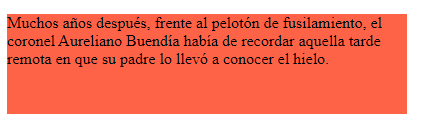 Muchos años después, frente al pelotón de fusilamiento, el
coronel Aureliano Buendía había de recordar aquella tarde
remota en que su padre lo llevó a conocer el hielo.